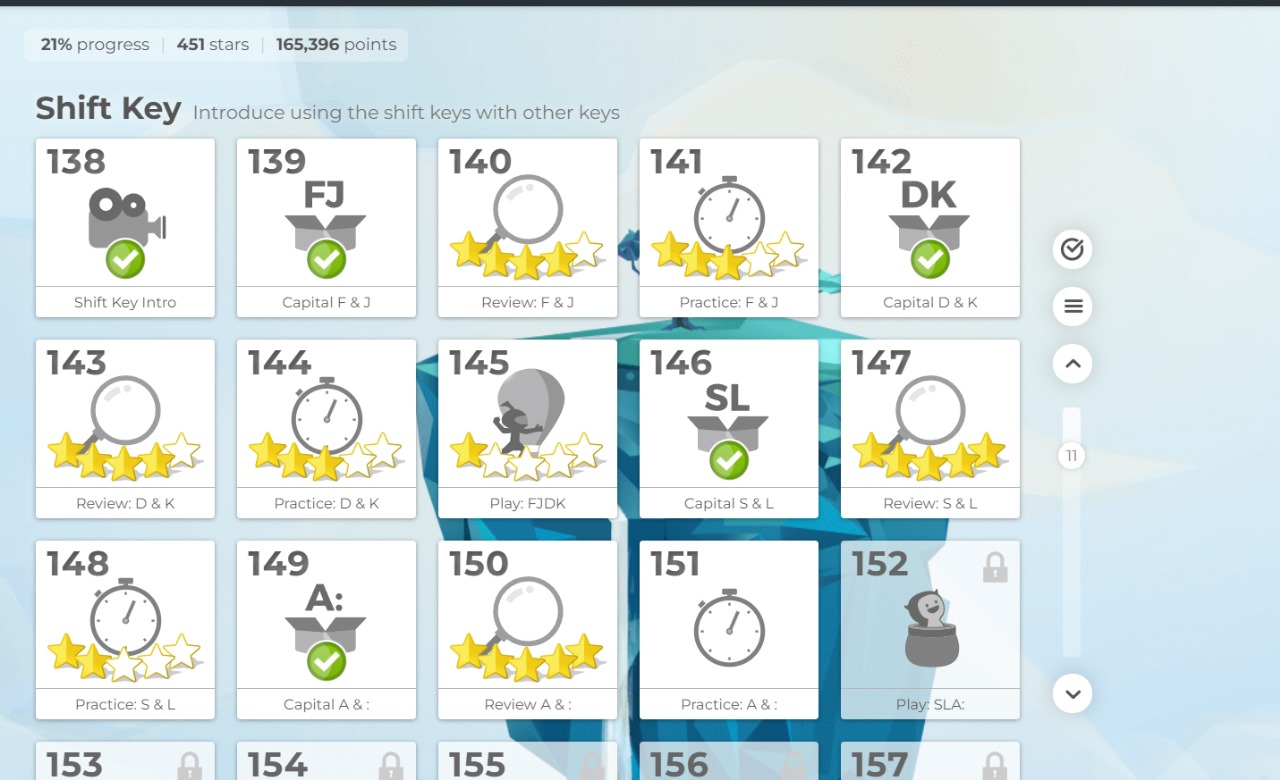 21% progress | 451 stars | 165,396 points
Shift Key Introduce using the shift keys with other keys
138 139 140 141 142
FJ DK
Shift Key Intro Capital F & J Review: F & J Practice: F & J Capital D & K
143 144 145 146 147
SL
11
Review: D & K Practice: D & K Play: FJDK Capital S & L Review: S & L
148 149 150 151 152
A:
Practice: S & L Capital A & : Review A & : Practice: A & : Play: SLA:
153 154 155 156 157